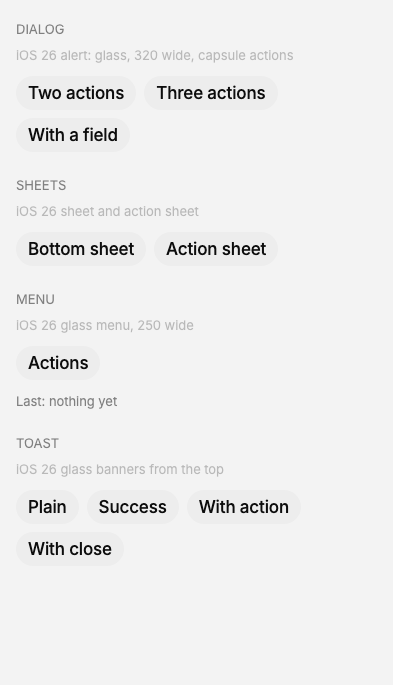 DIALOG
iOS 26 alert: glass, 320 wide, capsule actions
Two actions
Three actions
With a field
SHEETS
iOS 26 sheet and action sheet
Bottom sheet
Action sheet
MENU
iOS 26 glass menu, 250 wide
Actions
Last: nothing yet
TOAST
iOS 26 glass banners from the top
Plain
Success
With action
With close